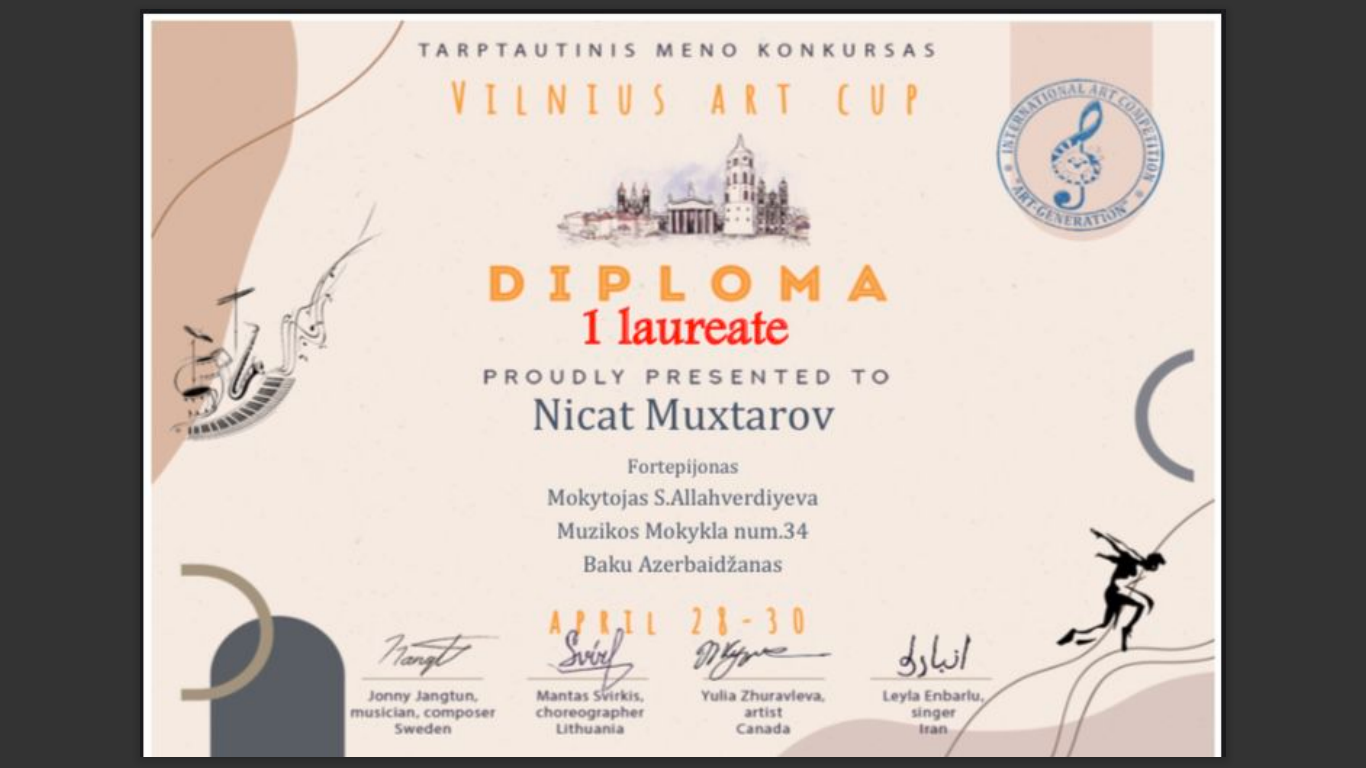 TARPTAUTINIS MENO KONKURSAS
VILNIUS ART CUP
INTERNATIONAL ART COMPETITION
"ART-GENERATION"
DIPLOMA
1 laureate
PROUDLY PRESENTED TO
Nicat Muxtarov
Fortepijonas
Mokytojas S.Allahverdiyeva
Muzikos Mokykla num.34
Baku Azerbaidžanas
APRIL 28-30
Jonny Jangtun,
musician, composer
Sweden
Mantas Svirkis,
choreographer
Lithuania
Yulia Zhuravleva,
artist
Canada
Leyla Enbarlu,
singer
Iran